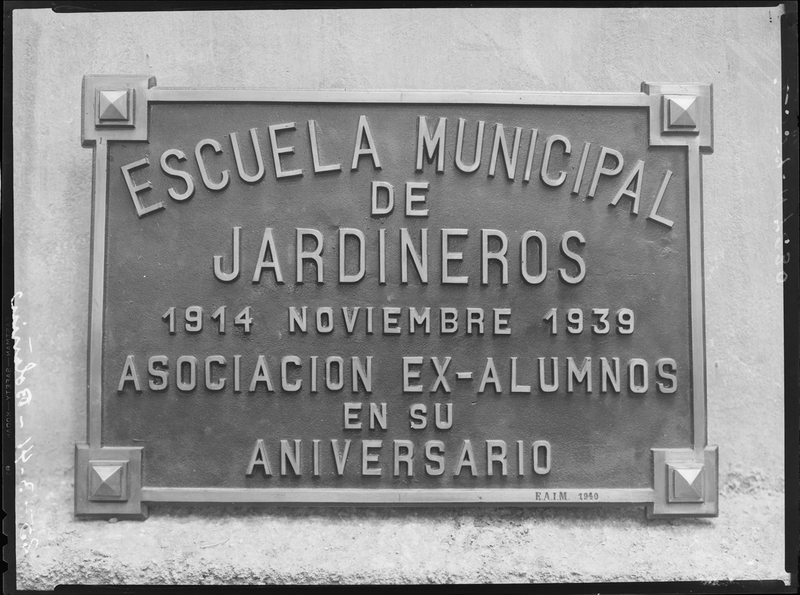 ESCUELA MUNICIPAL
DE
JARDINEROS
1914 NOVIEMBRE 1939
ASOCIACION EX-ALUMNOS
EN SU
ANIVERSARIO
E.A.I.M. 1940